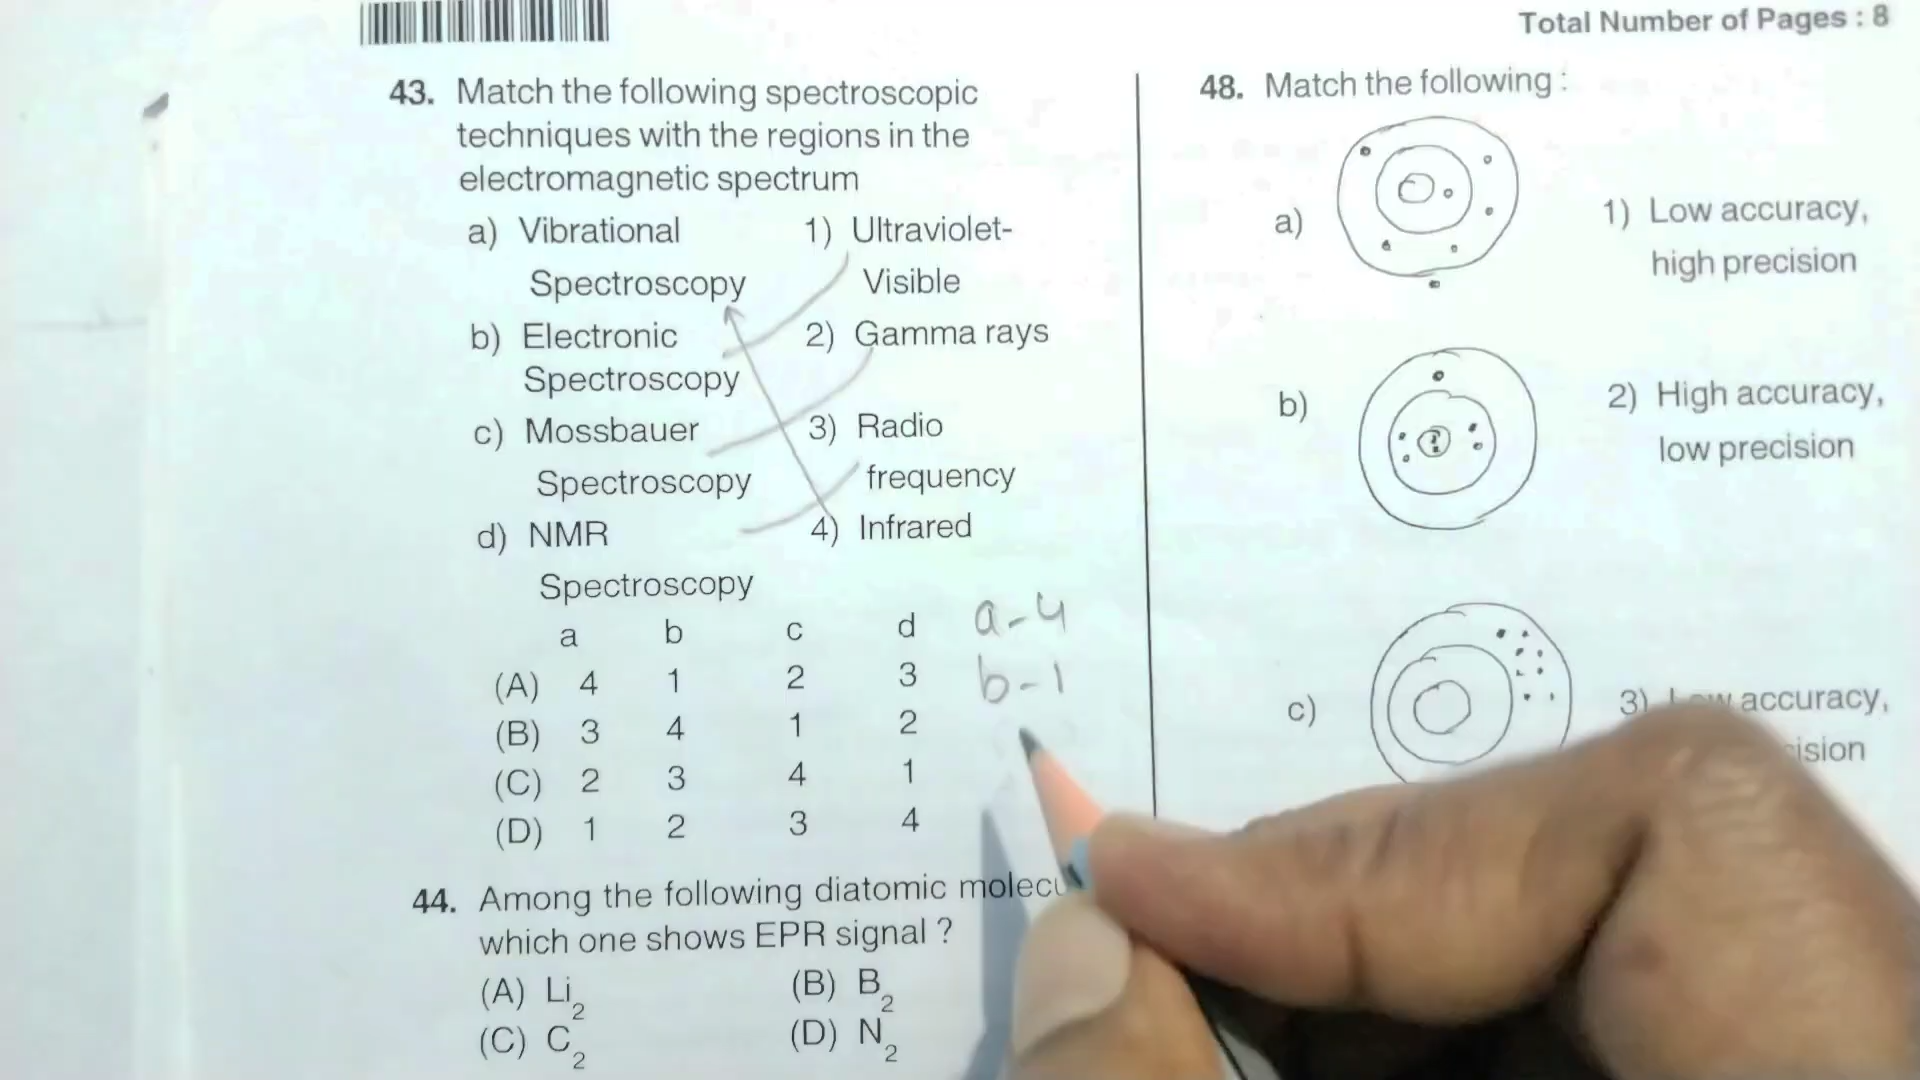 Total Number of Pages : 8
43. Match the following spectroscopic
techniques with the regions in the
electromagnetic spectrum
a) Vibrational 1) Ultraviolet-
Spectroscopy Visible
b) Electronic 2) Gamma rays
Spectroscopy
c) Mossbauer 3) Radio
Spectroscopy frequency
d) NMR 4) Infrared
Spectroscopy
a b c d
(A) 4 1 2 3
(B) 3 4 1 2
(C) 2 3 4 1
(D) 1 2 3 4
a-4
b-1
44. Among the following diatomic
which one shows EPR signal ?
(A) Li₂ (B) B₂
(C) C₂ (D) N₂
48. Match the following :
a) 1) Low accuracy,
high precision
b) 2) High accuracy,
low precision
c) 3) Low accuracy,